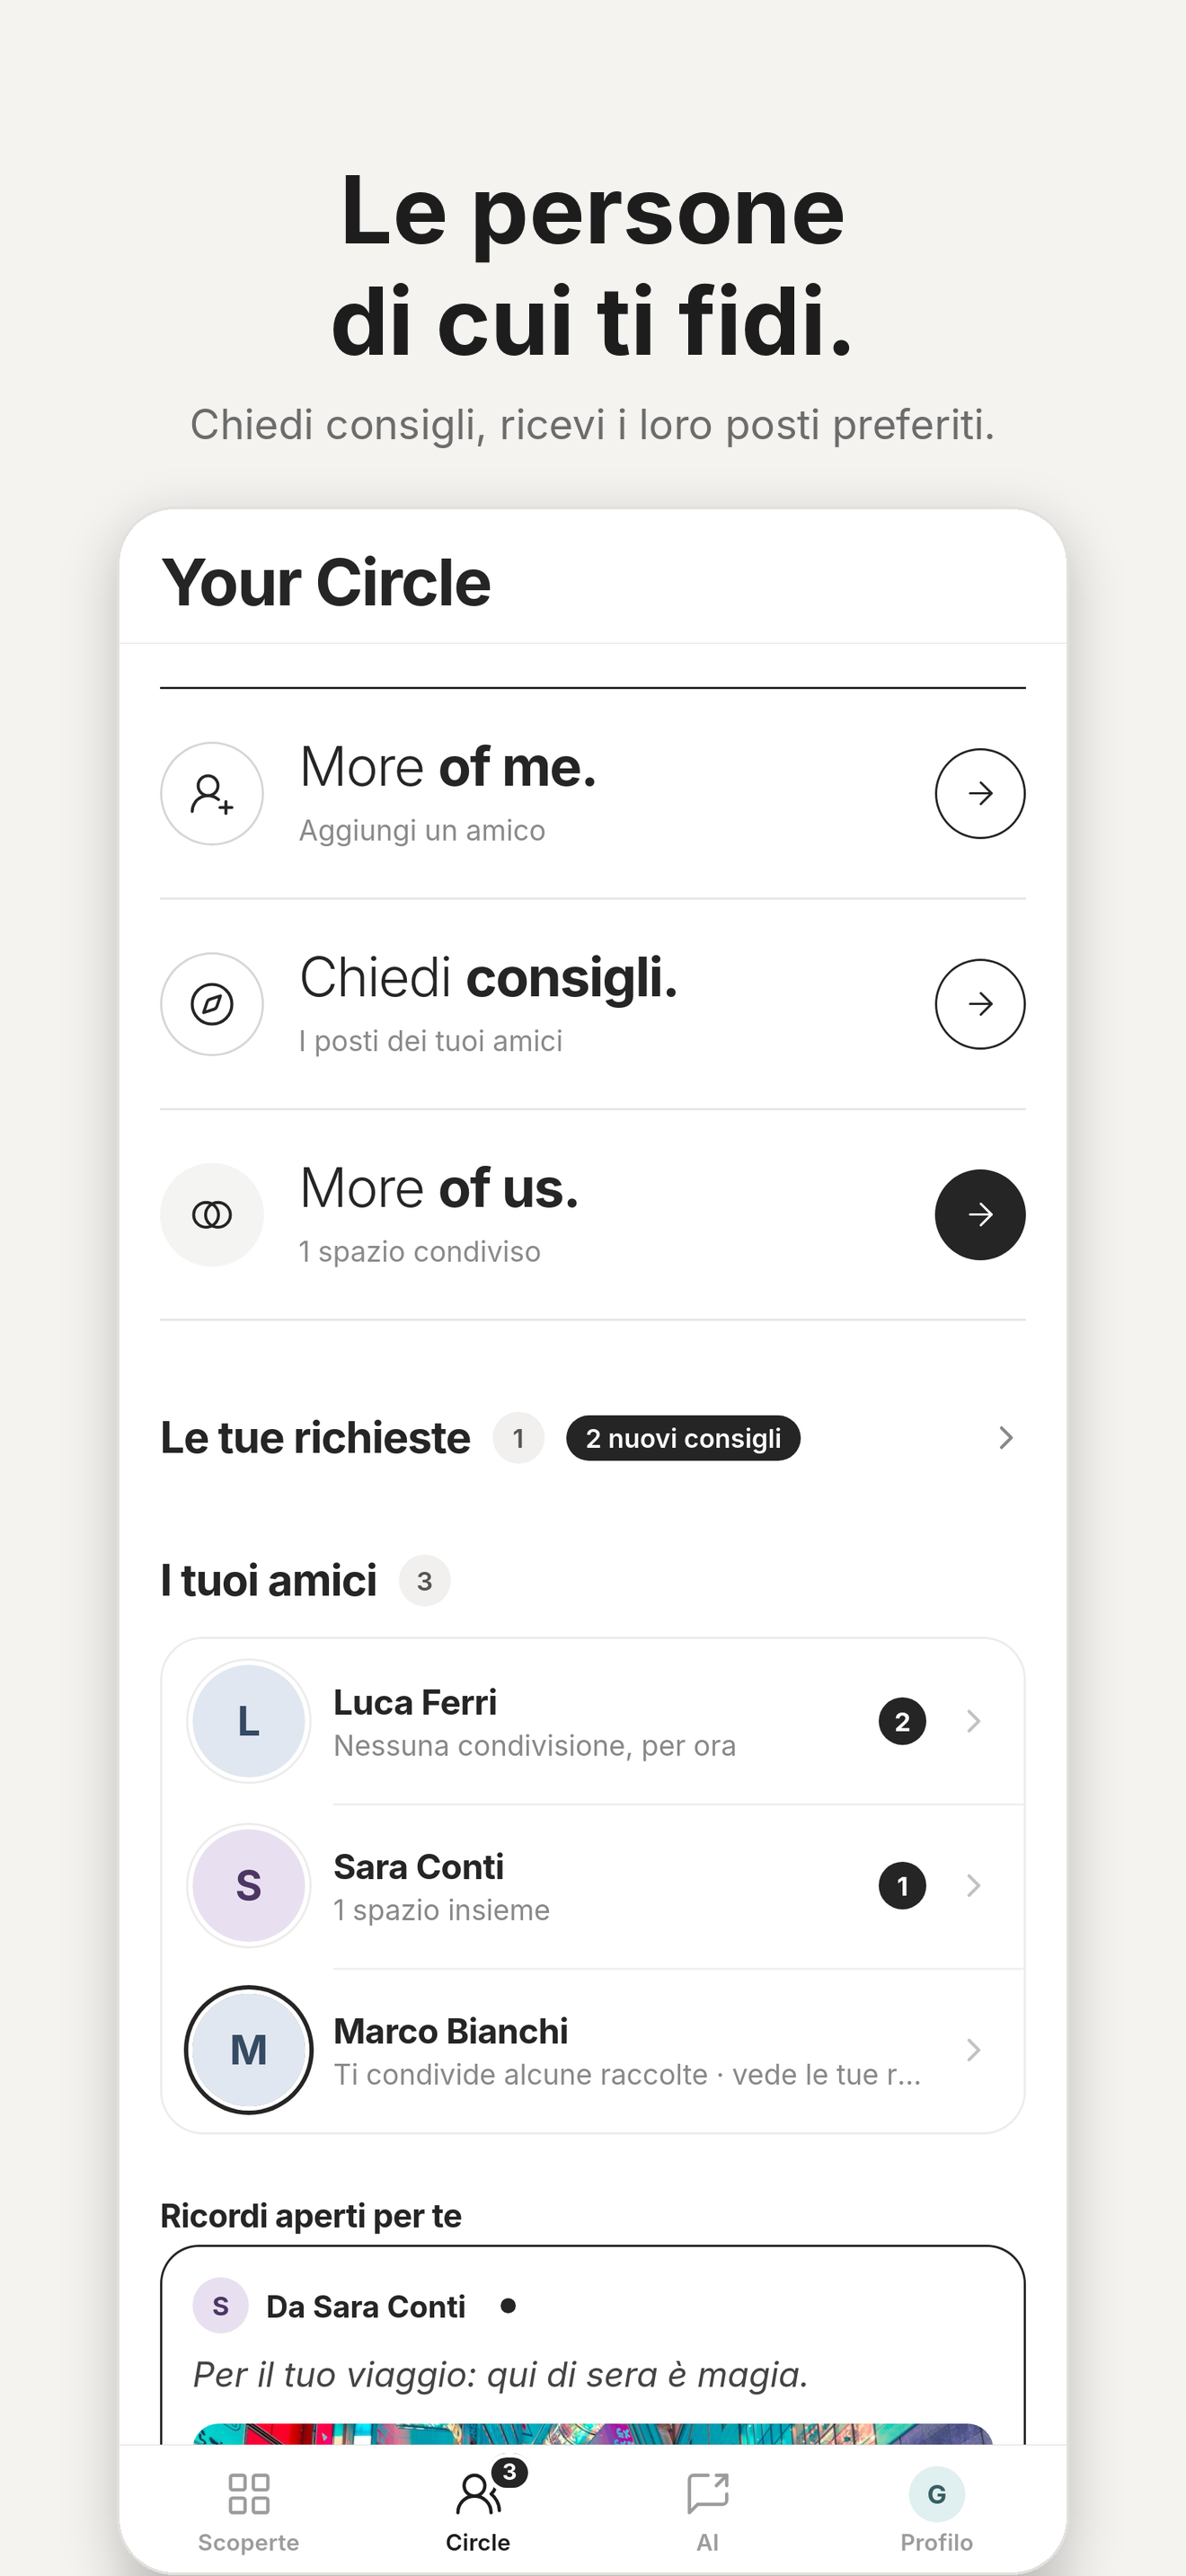 Le persone
di cui ti fidi.
Chiedi consigli, ricevi i loro posti preferiti.
Your Circle
More of me.
Aggiungi un amico
Chiedi consigli.
I posti dei tuoi amici
More of us.
1 spazio condiviso
Le tue richieste 1 2 nuovi consigli
I tuoi amici 3
L
Luca Ferri
Nessuna condivisione, per ora
2
S
Sara Conti
1 spazio insieme
1
M
Marco Bianchi
Ti condivide alcune raccolte · vede le tue r...
Ricordi aperti per te
S Da Sara Conti
Per il tuo viaggio: qui di sera è magia.
3
G
Scoperte Circle AI Profilo